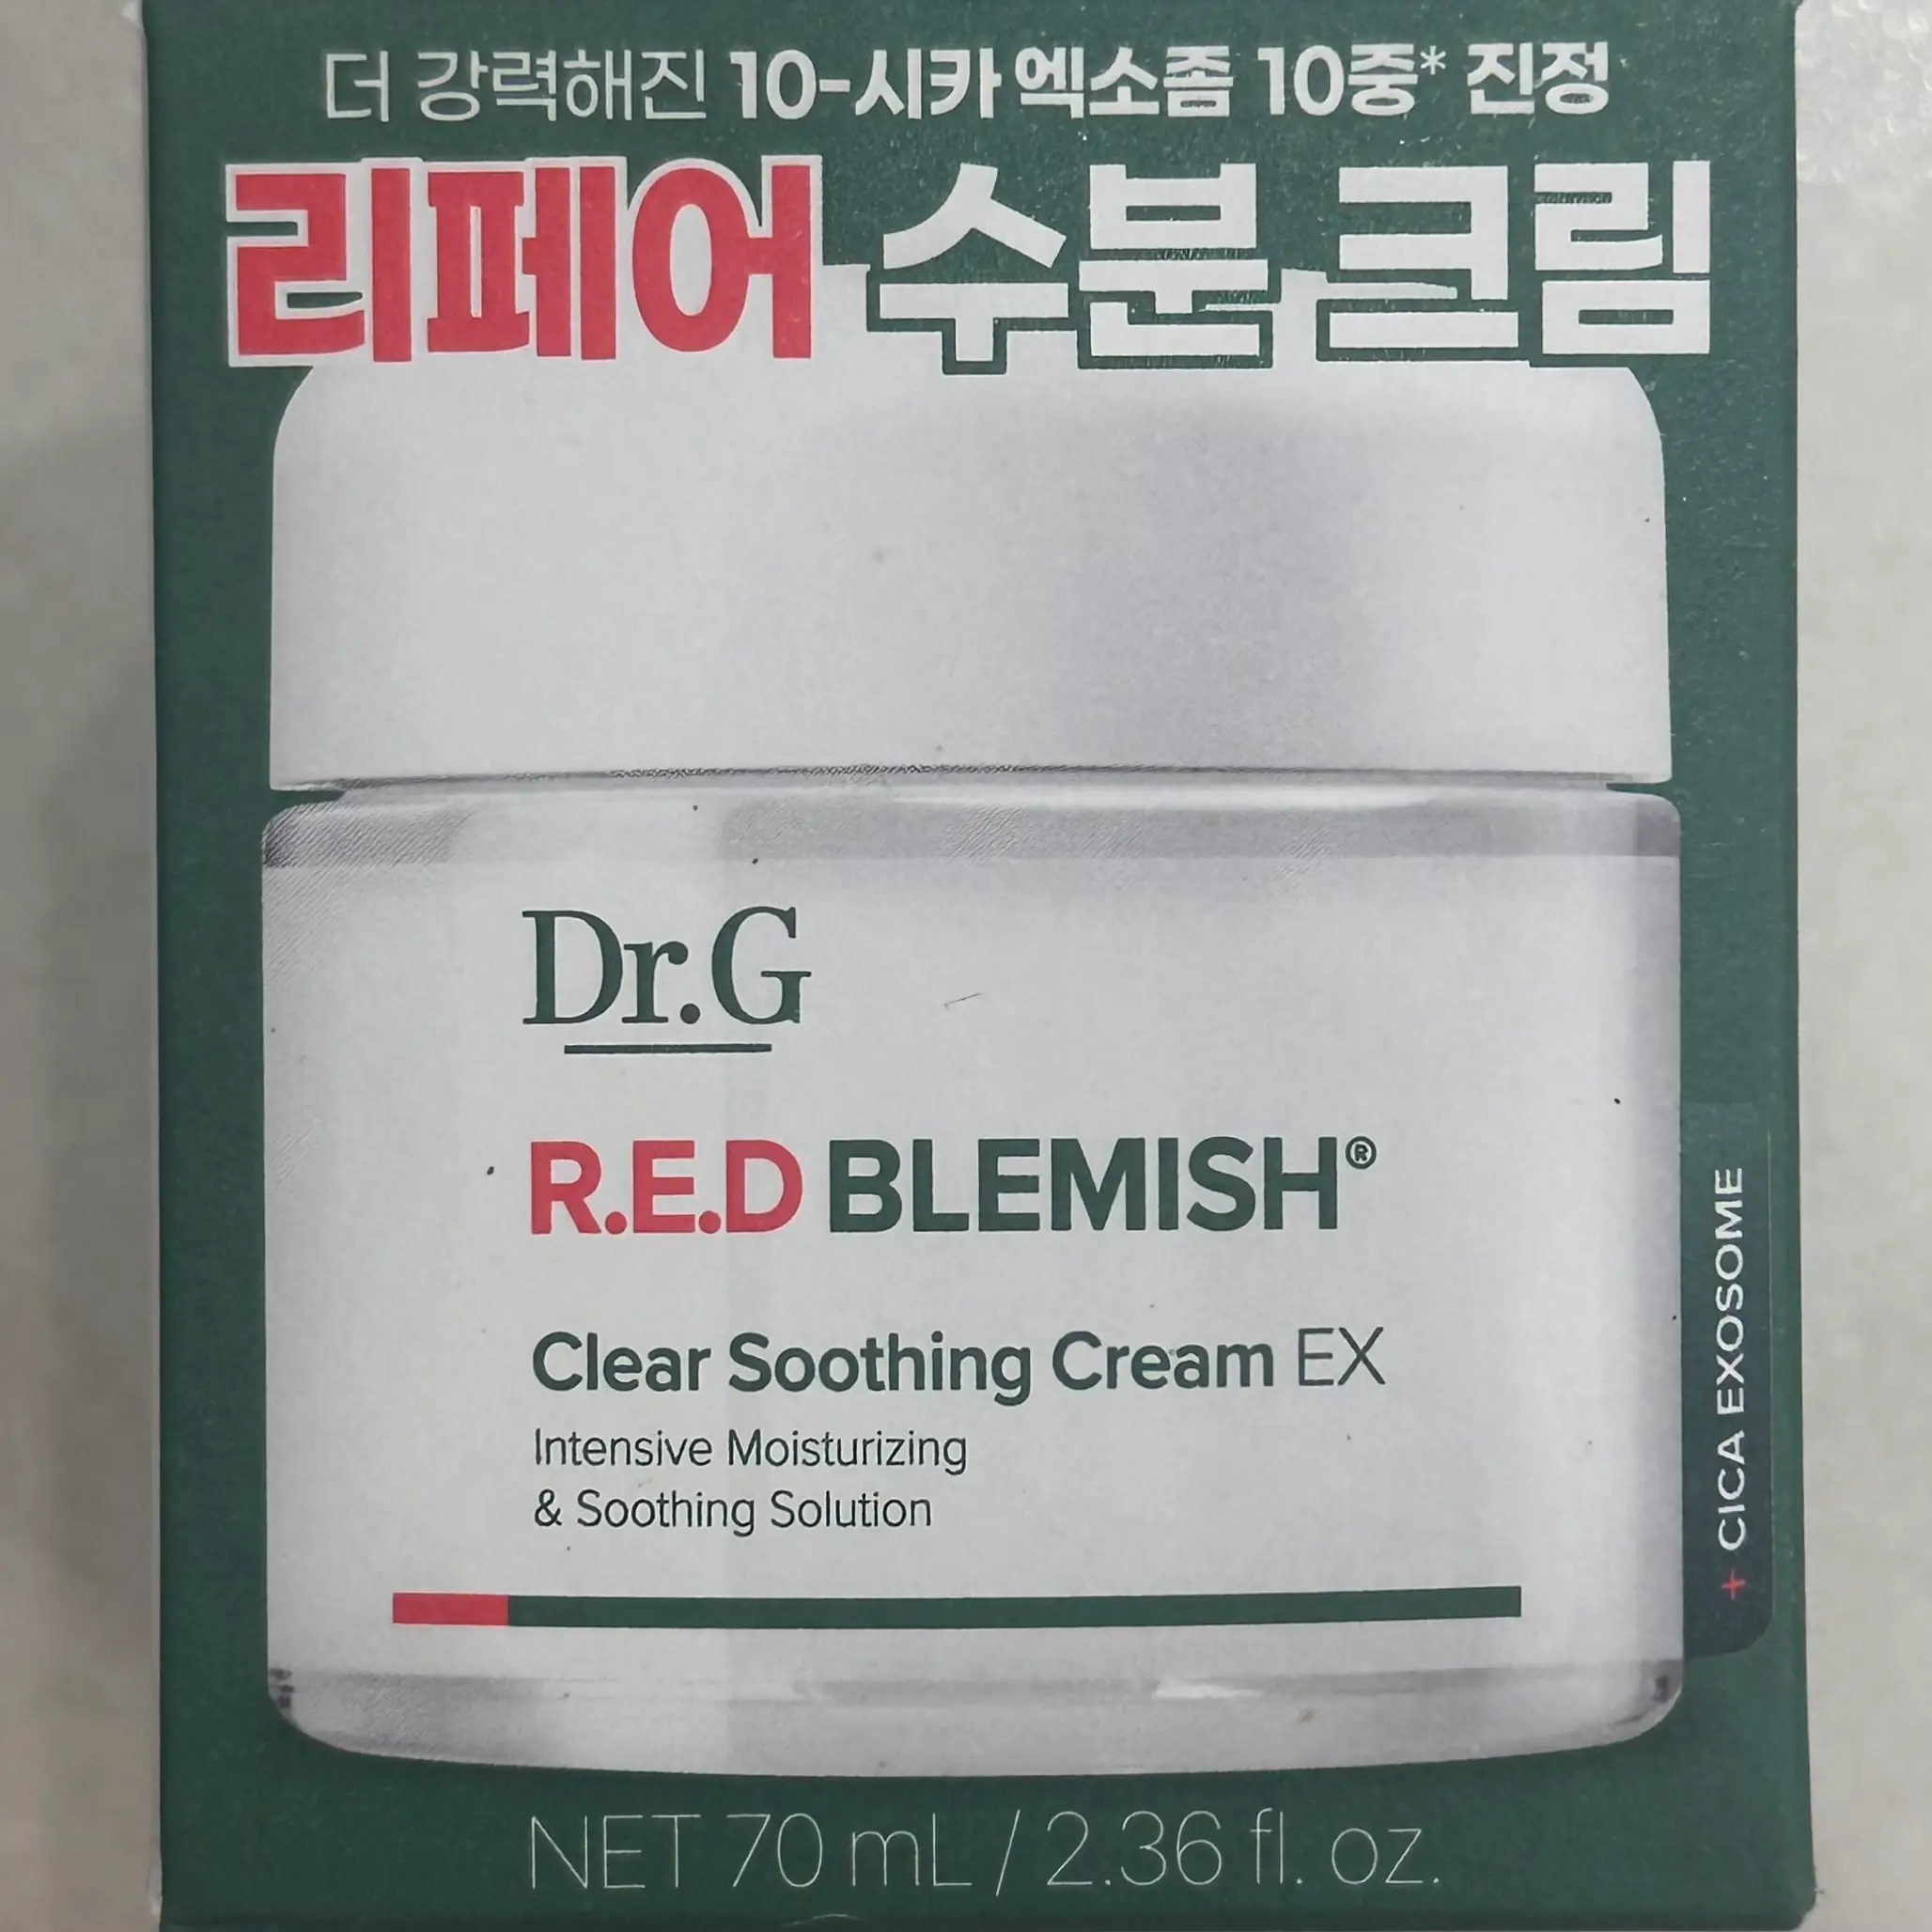 더 강력해진 10-시카 엑소좀 10중* 진정
리페어 수분 크림
Dr.G
R.E.D BLEMISH®
Clear Soothing Cream EX
Intensive Moisturizing
& Soothing Solution
+ CICA EXOSOME
NET 70 mL / 2.36 fl. oz.